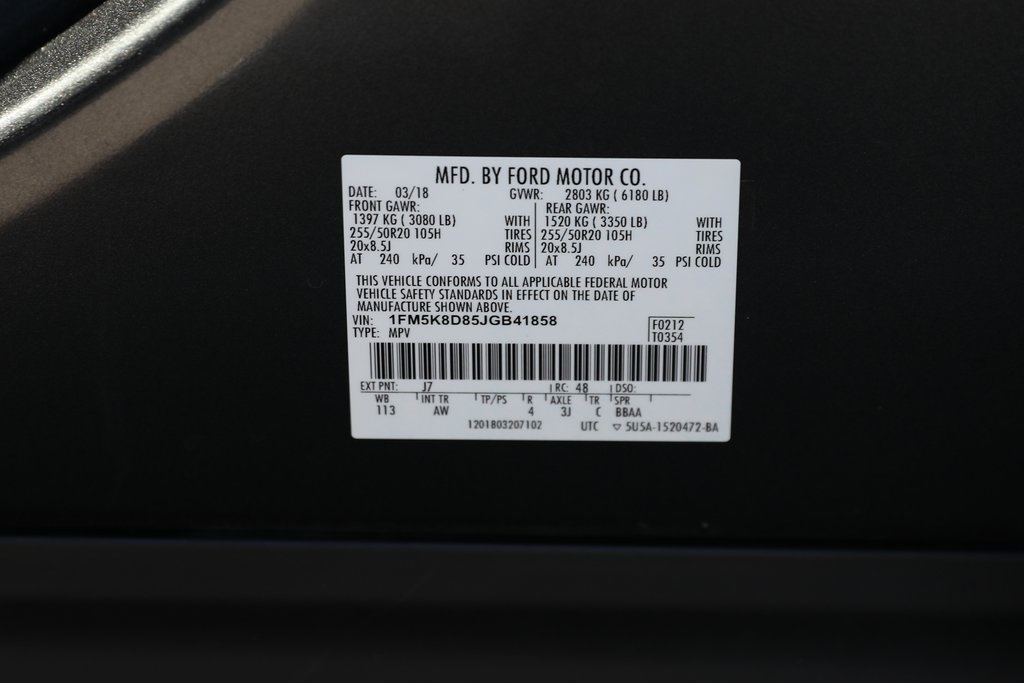 MFD. BY FORD MOTOR CO.
DATE: 03/18 GVWR: 2803 KG ( 6180 LB)
FRONT GAWR: REAR GAWR:
1397 KG ( 3080 LB) WITH 1520 KG ( 3350 LB) WITH
255/50R20 105H TIRES 255/50R20 105H TIRES
20x8.5J RIMS 20x8.5J RIMS
AT 240 kPa/ 35 PSI COLD AT 240 kPa/ 35 PSI COLD
THIS VEHICLE CONFORMS TO ALL APPLICABLE FEDERAL MOTOR
VEHICLE SAFETY STANDARDS IN EFFECT ON THE DATE OF
MANUFACTURE SHOWN ABOVE.
VIN: 1FM5K8D85JGB41858 F0212
TYPE: MPV T0354
EXT PNT: J7 RC: 48 DSO:
WB INT TR TP/PS R AXLE TR SPR
113 AW 4 3J C BBAA
1201803207102 UTC ▽ 5U5A-1520472-BA